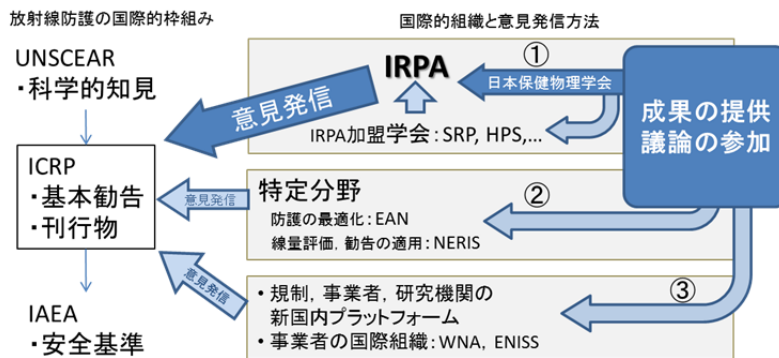 放射線防護の国際的枠組み
UNSCEAR
・科学的知見
ICRP
・基本勧告
・刊行物
IAEA
・安全基準
国際的組織と意見発信方法
①
IRPA
日本保健物理学会
意見発信
IRPA加盟学会：SRP, HPS,...
成果の提供
議論の参加
特定分野
②
意見発信
防護の最適化：EAN
線量評価，勧告の適用：NERIS
意見発信
③
・規制，事業者，研究機関の
新国内プラットフォーム
・事業者の国際組織：WNA, ENISS